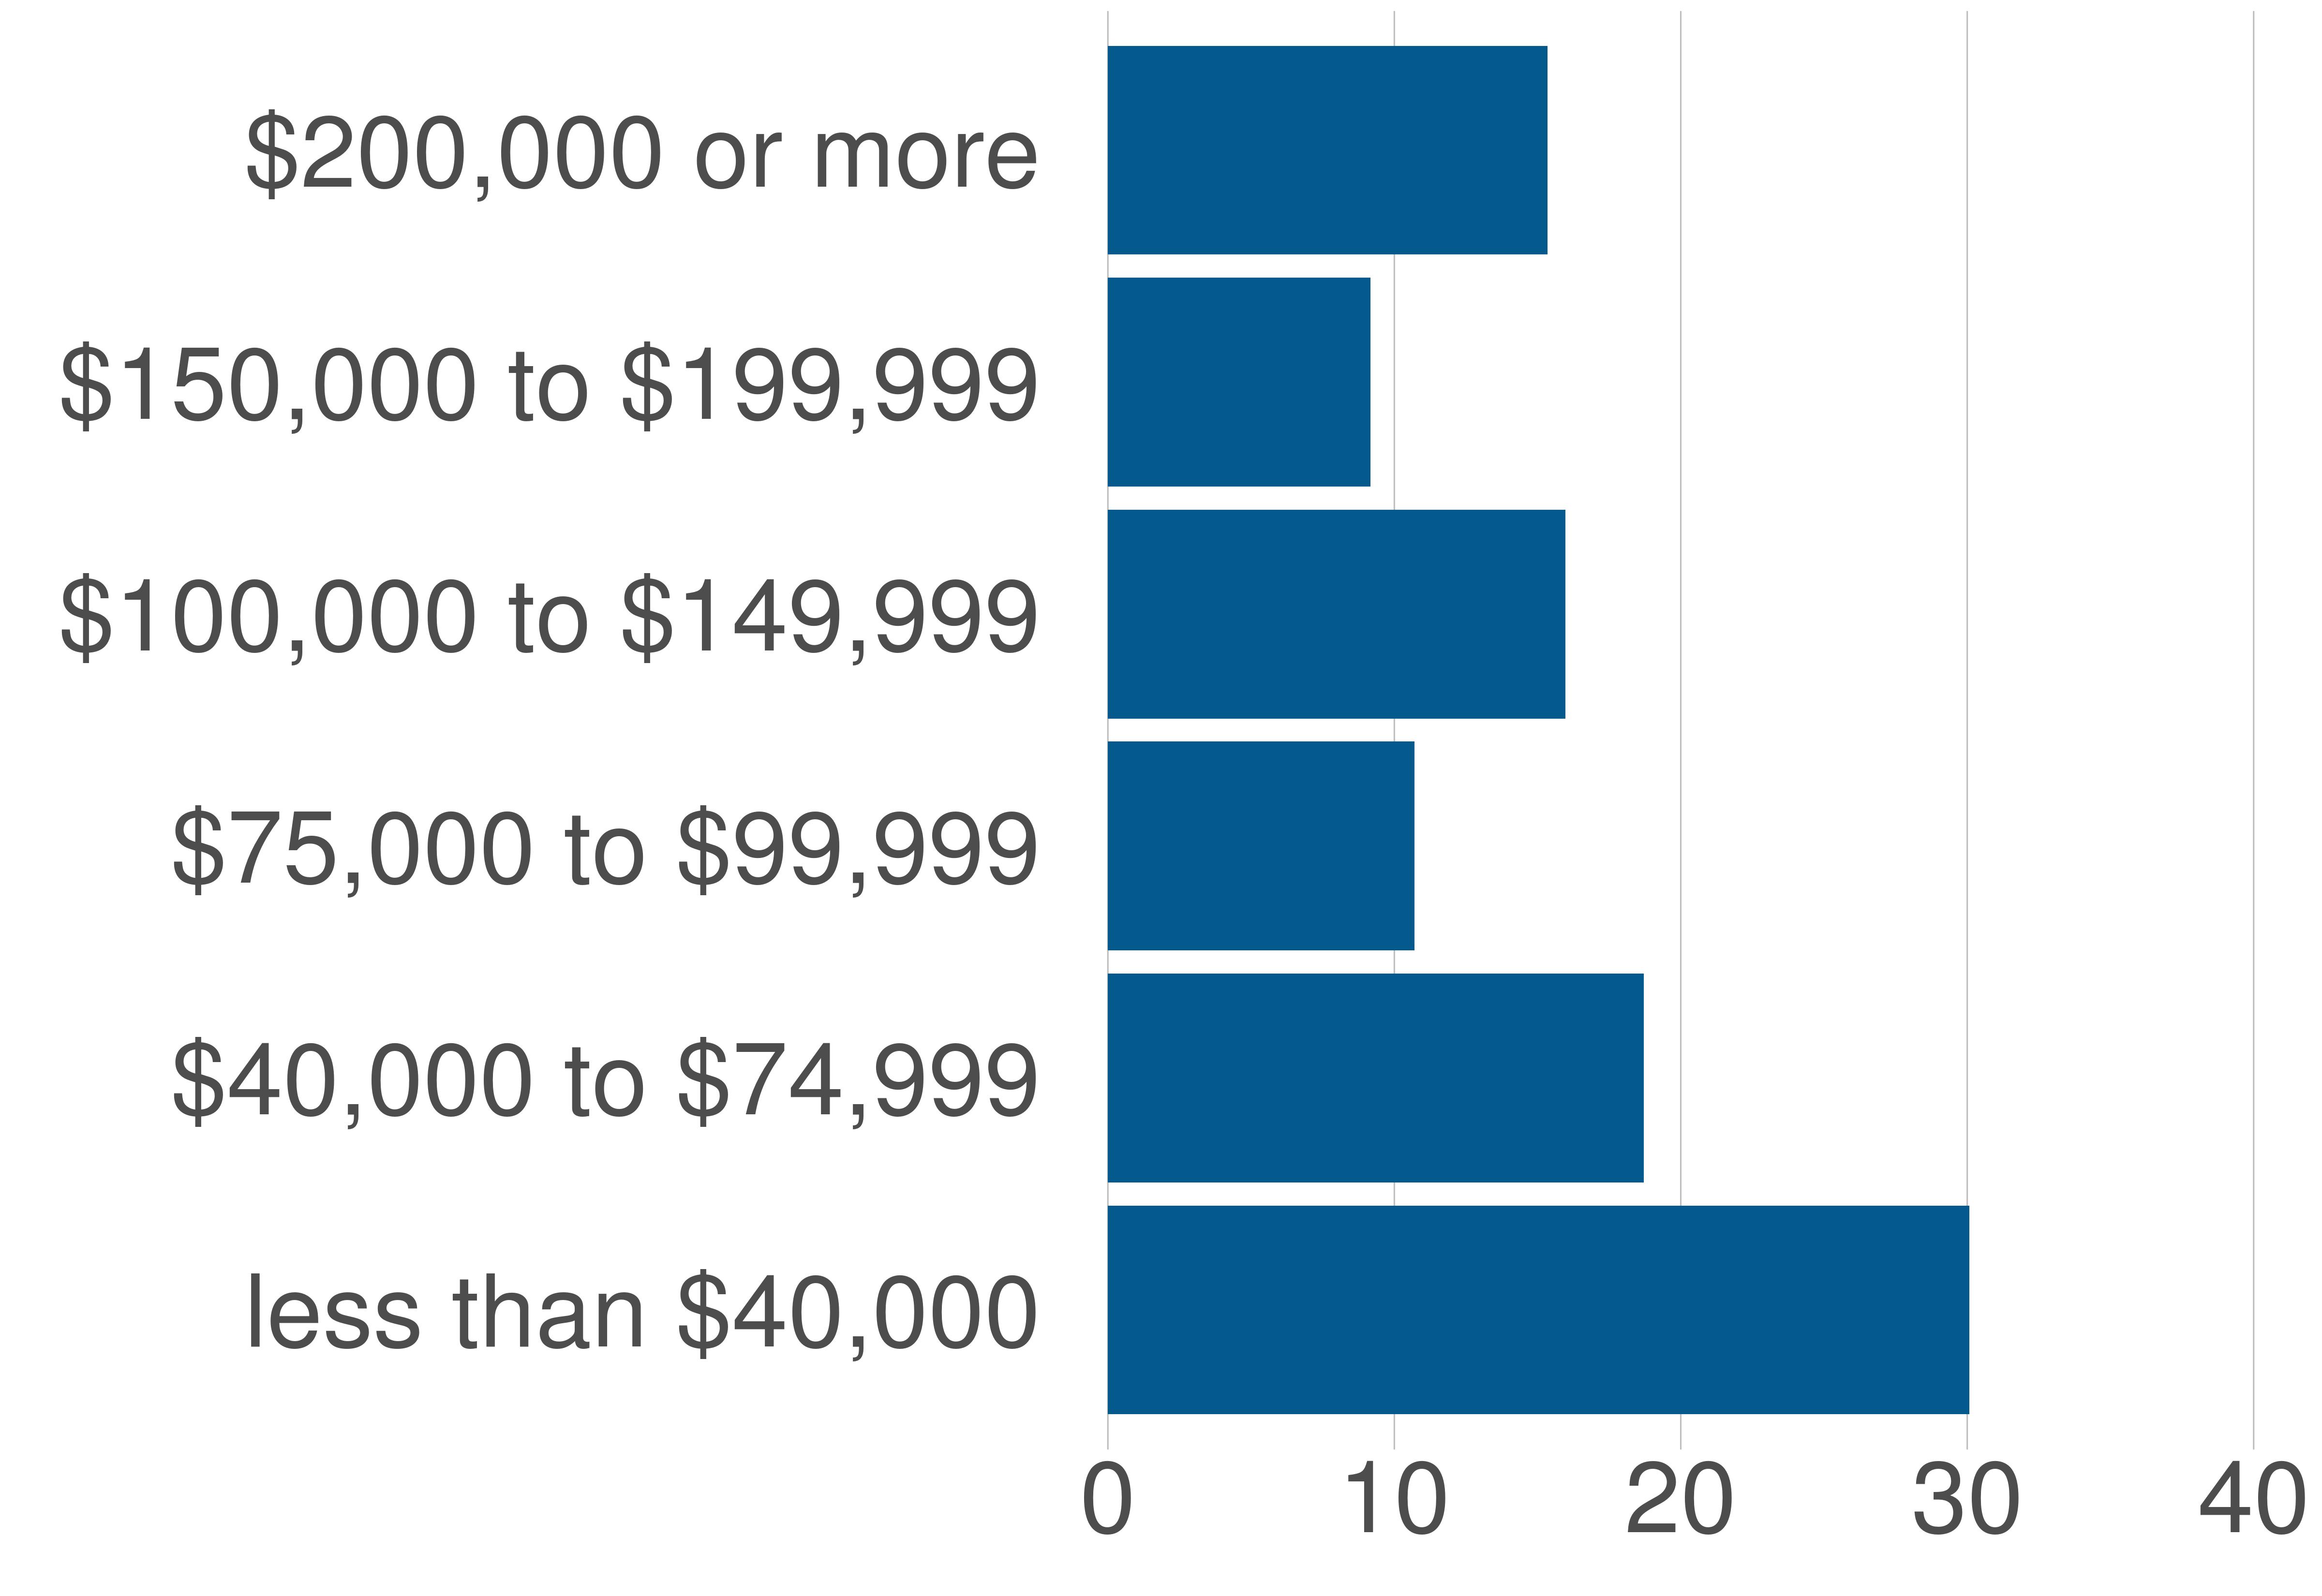 $200,000 or more
$150,000 to $199,999
$100,000 to $149,999
$75,000 to $99,999
$40,000 to $74,999
less than $40,000
0 10 20 30 40